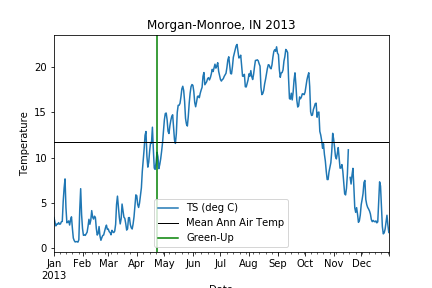 Morgan-Monroe, IN 2013
Temperature
20
15
10
5
0
TS (deg C)
Mean Ann Air Temp
Green-Up
Jan Feb Mar Apr May Jun Jul Aug Sep Oct Nov Dec
2013